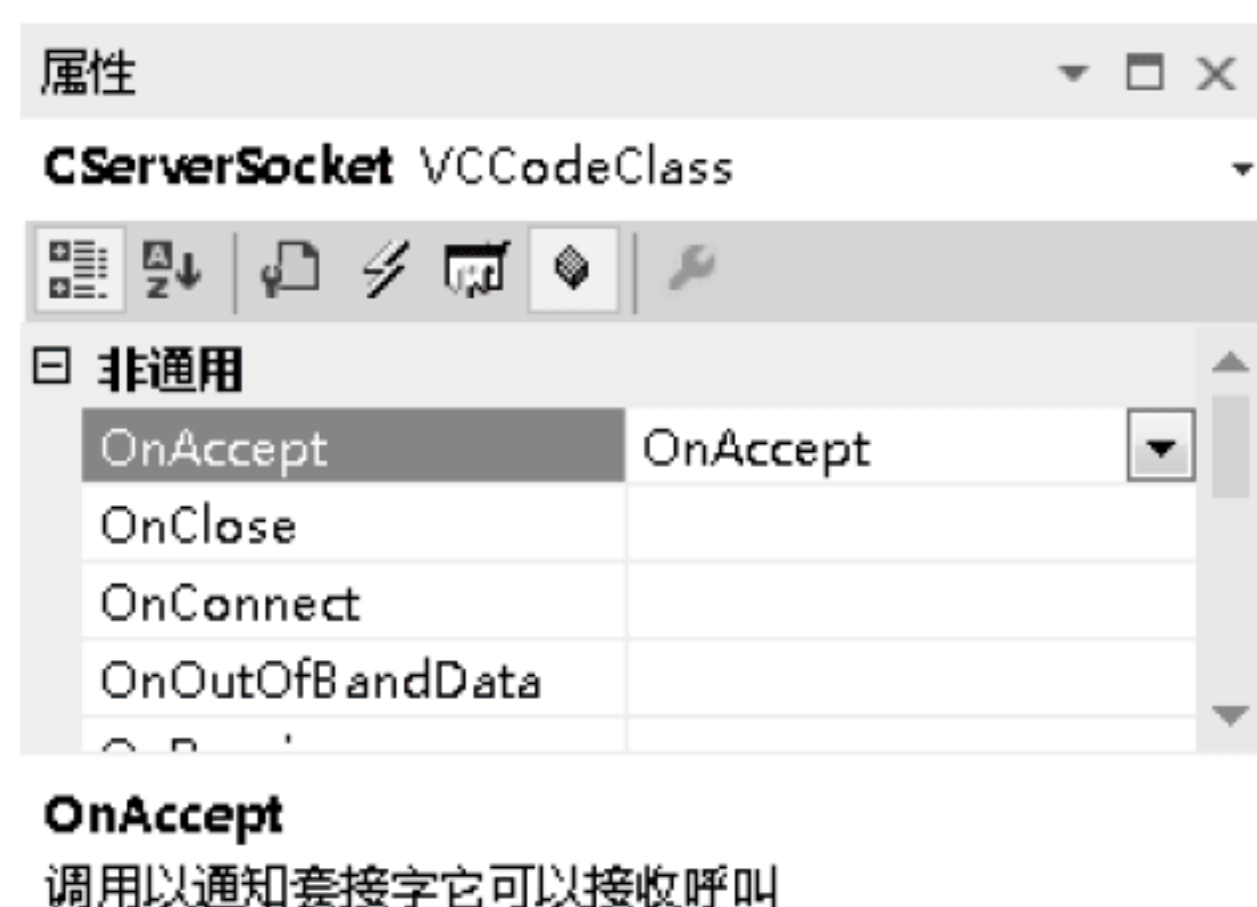 属性
CServerSocket VCCodeClass
非通用
OnAccept OnAccept
OnClose
OnConnect
OnOutOfBandData
OnAccept
调用以通知套接字它可以接收呼叫